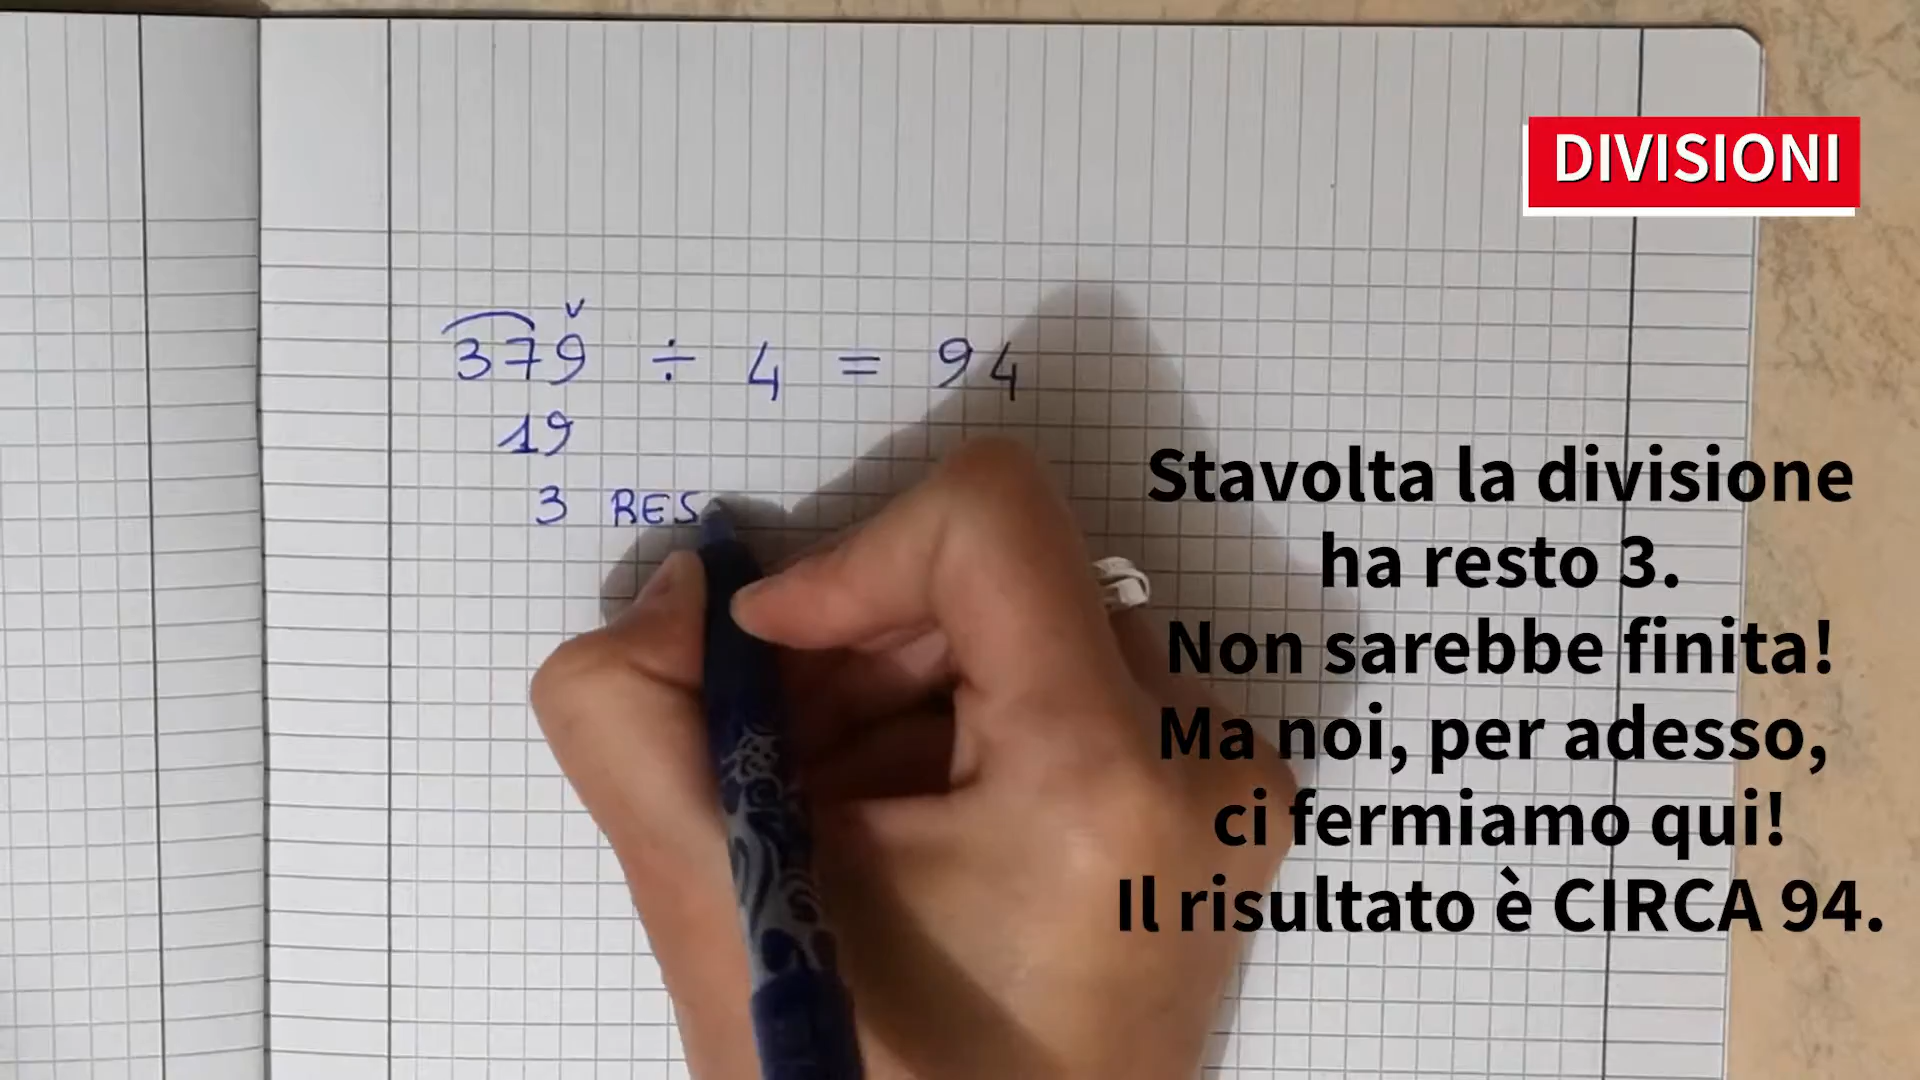 DIVISIONI
379 ÷ 4 = 94
19
3 RES
Stavolta la divisione
ha resto 3.
Non sarebbe finita!
Ma noi, per adesso,
ci fermiamo qui!
Il risultato è CIRCA 94.